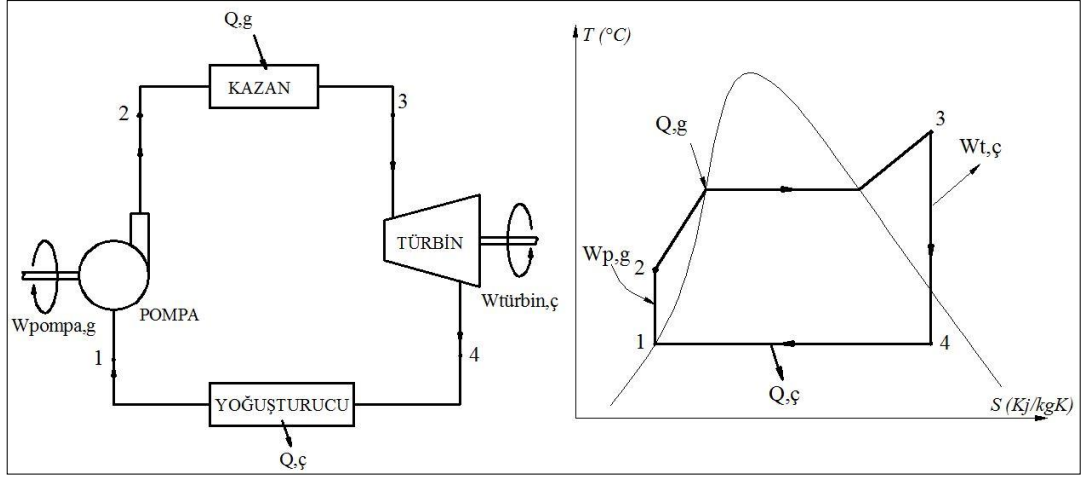 Q,g
KAZAN
2
3
TÜRBİN
Wpompa,g
POMPA
Wtürbin,ç
1
4
YOĞUŞTURUCU
Q,ç
T (°C)
Q,g
3
Wt,ç
Wp,g
2
1
4
Q,ç
S (Kj/kgK)